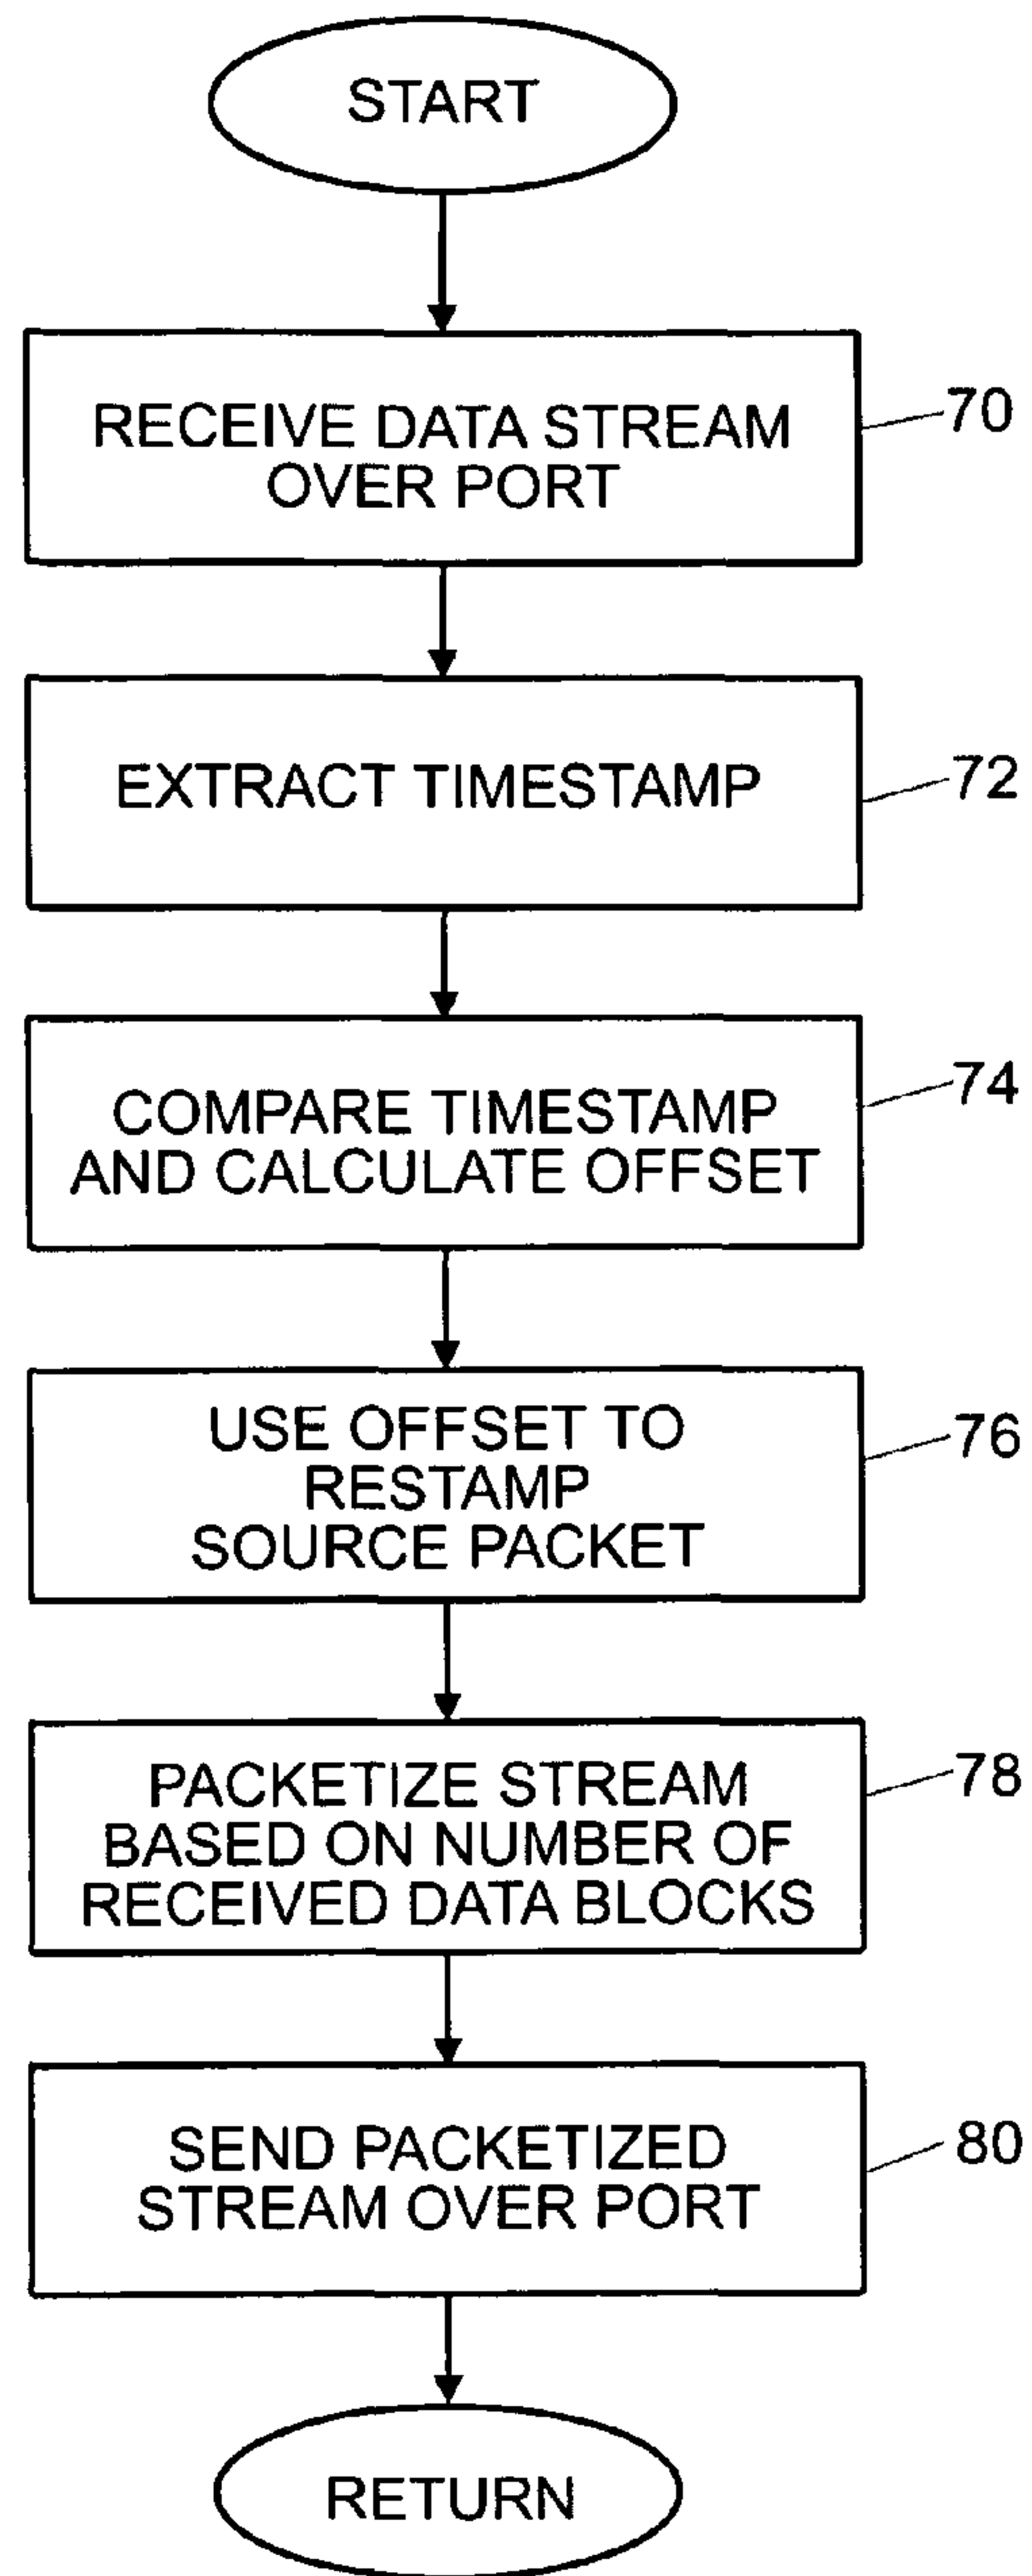 START
RECEIVE DATA STREAM
OVER PORT
70
EXTRACT TIMESTAMP
72
COMPARE TIMESTAMP
AND CALCULATE OFFSET
74
USE OFFSET TO
RESTAMP
SOURCE PACKET
76
PACKETIZE STREAM
BASED ON NUMBER OF
RECEIVED DATA BLOCKS
78
SEND PACKETIZED
STREAM OVER PORT
80
RETURN